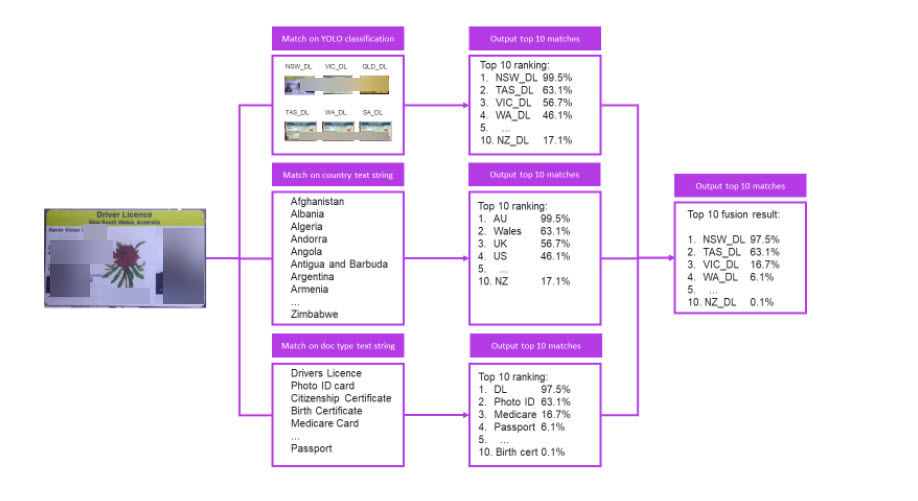 Match on YOLO classification
NSW_DL VIC_DL QLD_DL
TAS_DL WA_DL SA_DL
Output top 10 matches
Top 10 ranking:
1. NSW_DL 99.5%
2. TAS_DL 63.1%
3. VIC_DL 56.7%
4. WA_DL 46.1%
5. ...
10. NZ_DL 17.1%
Driver Licence
New South Wales, Australia
Kevin Victor
Match on country text string
Afghanistan
Albania
Algeria
Andorra
Angola
Antigua and Barbuda
Argentina
Armenia
...
Zimbabwe
Output top 10 matches
Top 10 ranking:
1. AU 99.5%
2. Wales 63.1%
3. UK 56.7%
4. US 46.1%
5. ...
10. NZ 17.1%
Match on doc type text string
Drivers Licence
Photo ID card
Citizenship Certificate
Birth Certificate
Medicare Card
...
Passport
Output top 10 matches
Top 10 ranking:
1. DL 97.5%
2. Photo ID 63.1%
3. Medicare 16.7%
4. Passport 6.1%
5. ...
10. Birth cert 0.1%
Output top 10 matches
Top 10 fusion result:
1. NSW_DL 97.5%
2. TAS_DL 63.1%
3. VIC_DL 16.7%
4. WA_DL 6.1%
5. ...
10. NZ_DL 0.1%